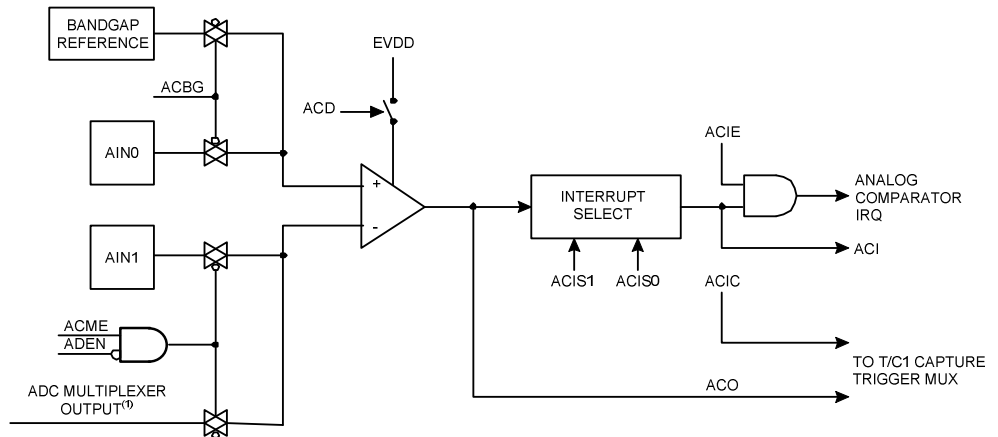 BANDGAP
REFERENCE
EVDD
ACBG
ACD
AIN0
+
-
ACIE
INTERRUPT
SELECT
ANALOG
COMPARATOR
IRQ
AIN1
ACI
ACIS1 ACIS0
ACIC
ACME
ADEN
TO T/C1 CAPTURE
TRIGGER MUX
ADC MULTIPLEXER
OUTPUT(1)
ACO